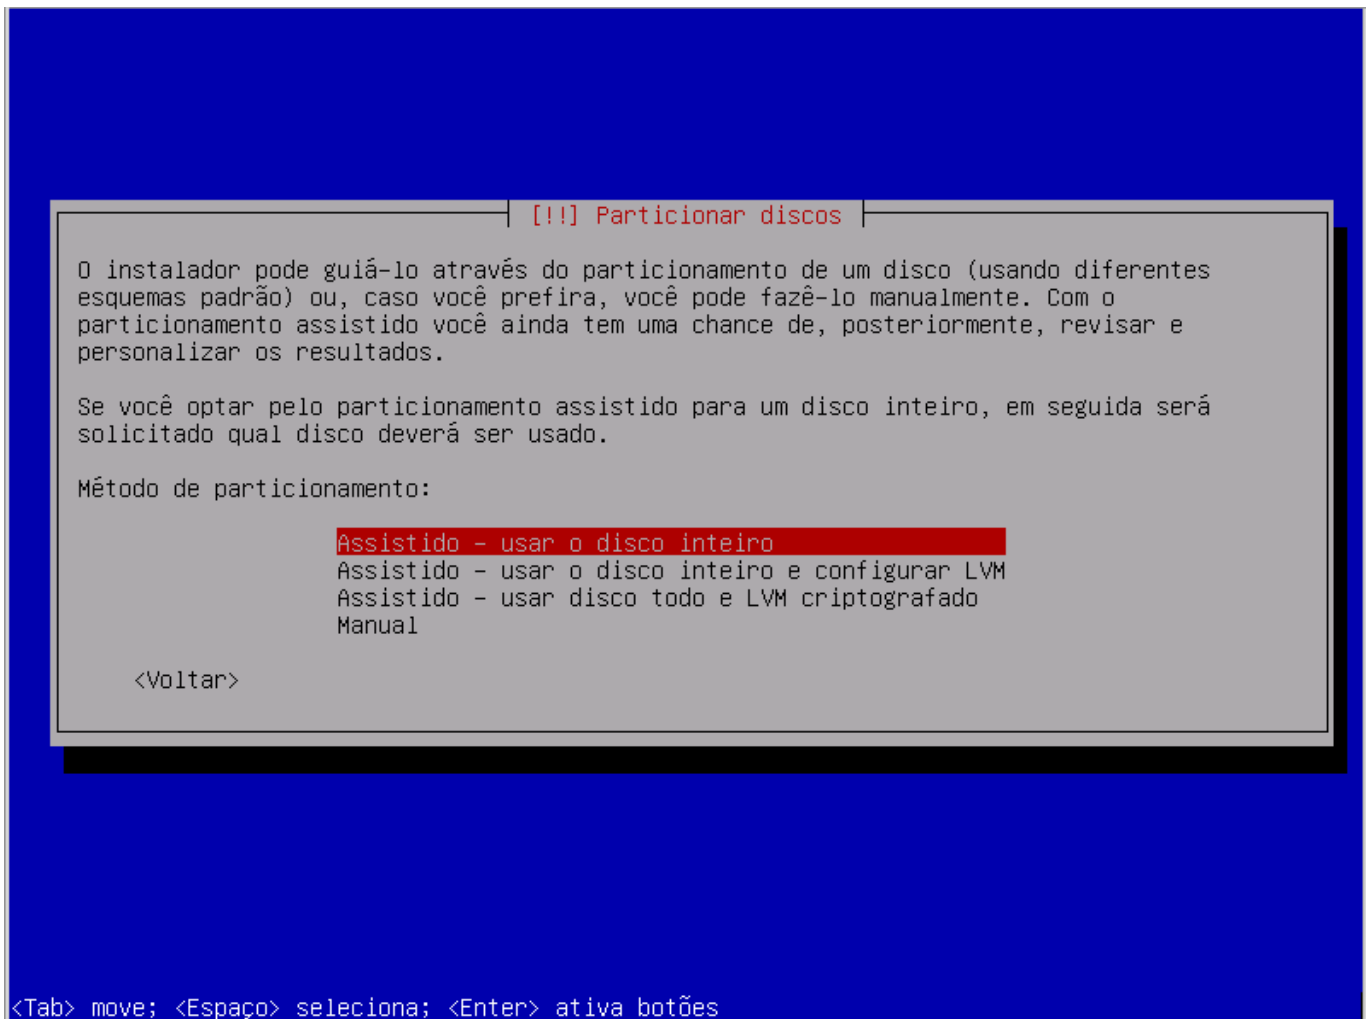 [!!] Particionar discos
O instalador pode guiá-lo através do particionamento de um disco (usando diferentes
esquemas padrão) ou, caso você prefira, você pode fazê-lo manualmente. Com o
particionamento assistido você ainda tem uma chance de, posteriormente, revisar e
personalizar os resultados.
Se você optar pelo particionamento assistido para um disco inteiro, em seguida será
solicitado qual disco deverá ser usado.
Método de particionamento:
Assistido – usar o disco inteiro
Assistido – usar o disco inteiro e configurar LVM
Assistido – usar disco todo e LVM criptografado
Manual
<Voltar>
<Tab> move; <Espaço> seleciona; <Enter> ativa botões